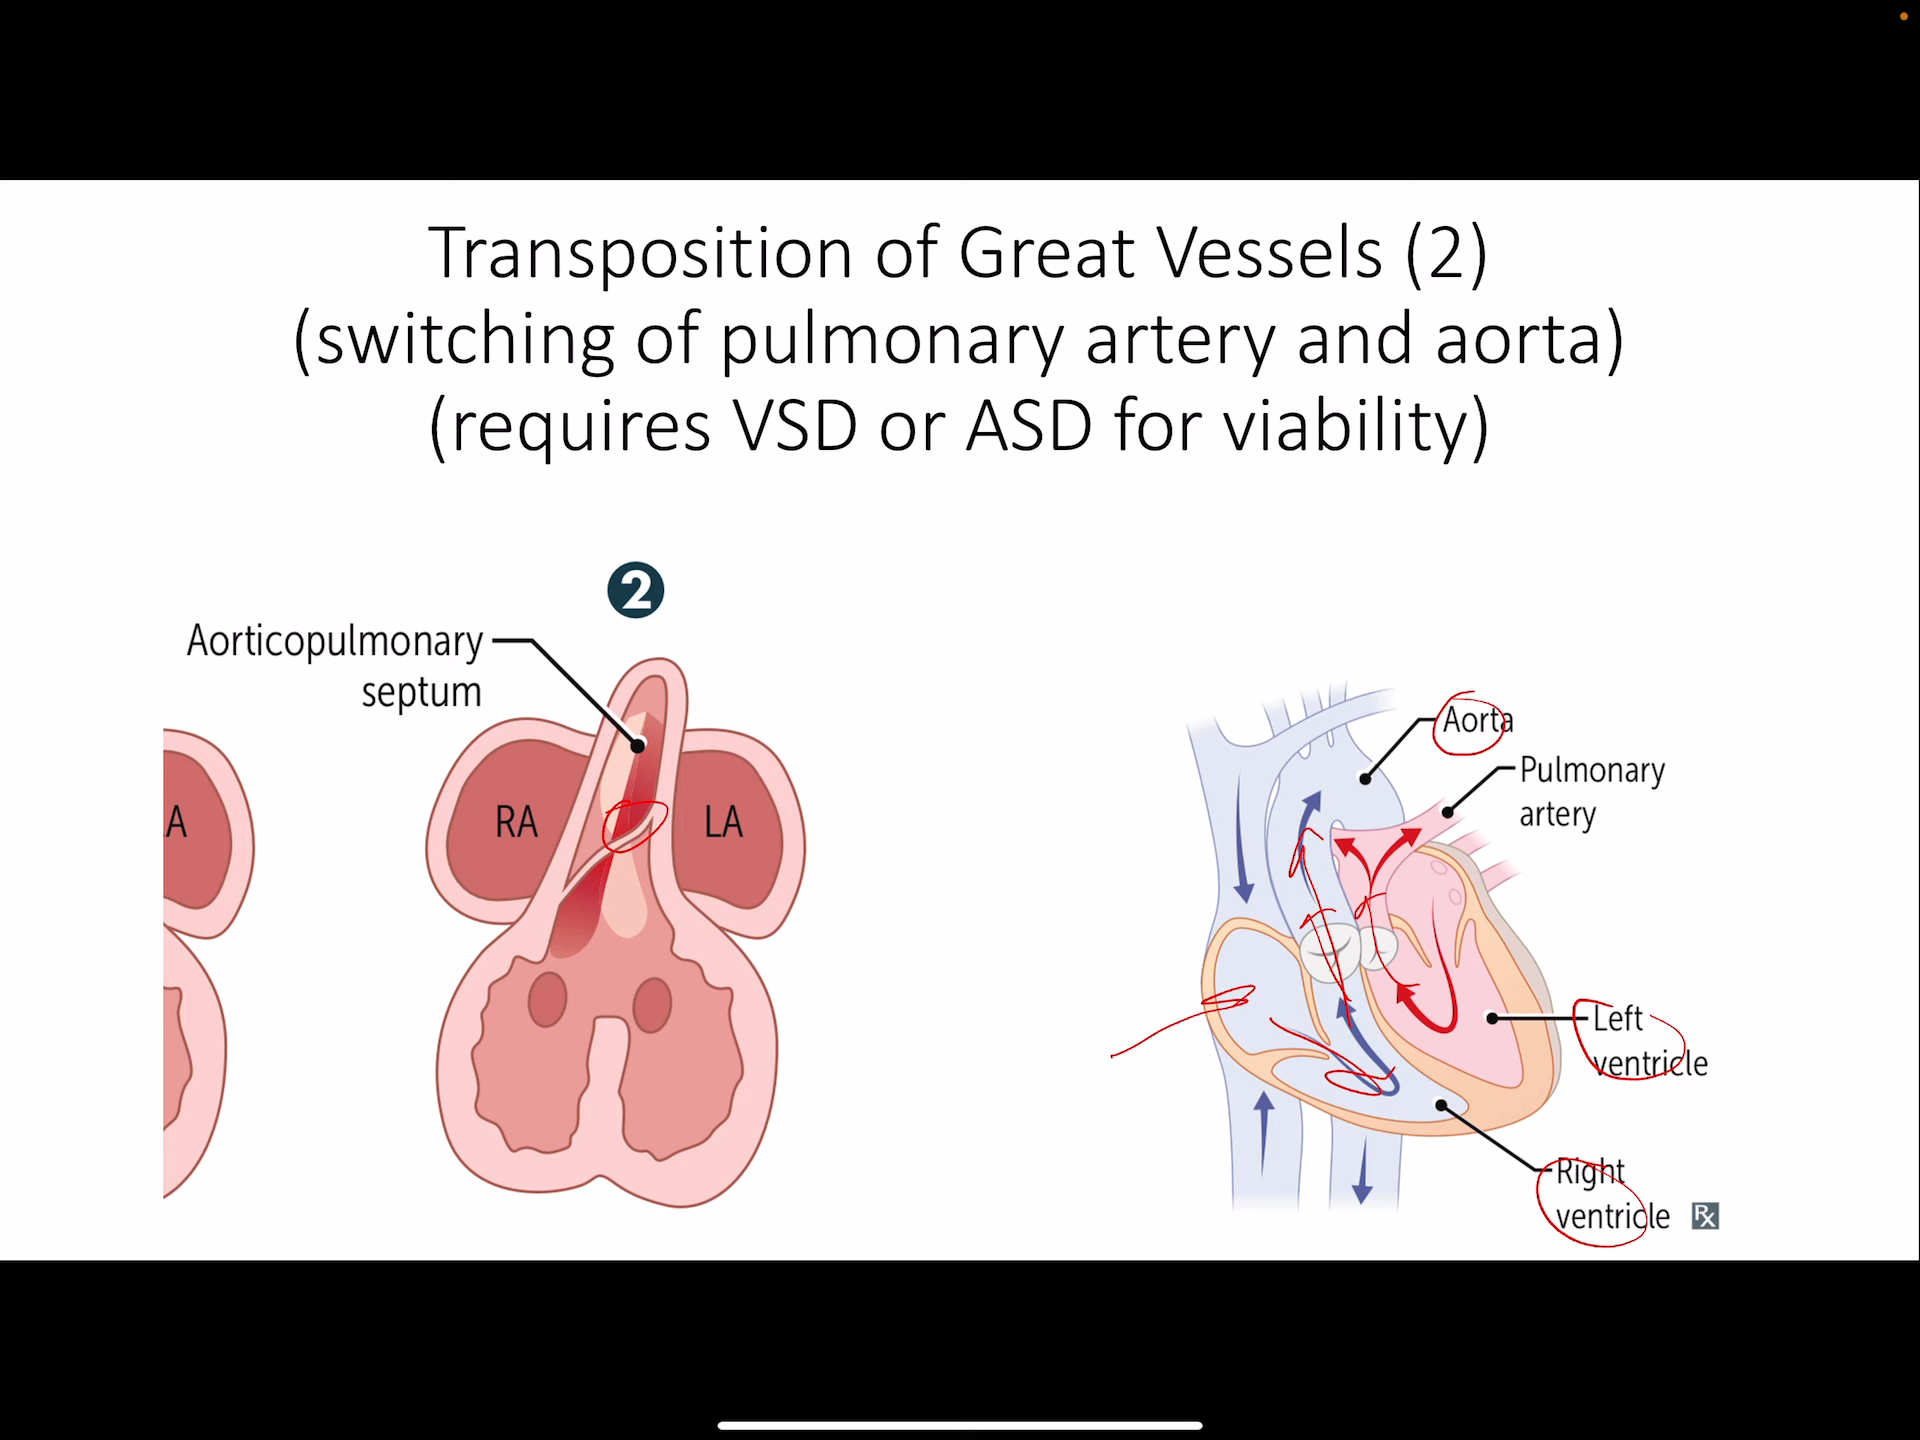 Transposition of Great Vessels (2)
(switching of pulmonary artery and aorta)
(requires VSD or ASD for viability)
2
Aorticopulmonary
septum
A
RA
LA
Aorta
Pulmonary
artery
Left
ventricle
Right
ventricle
Rx